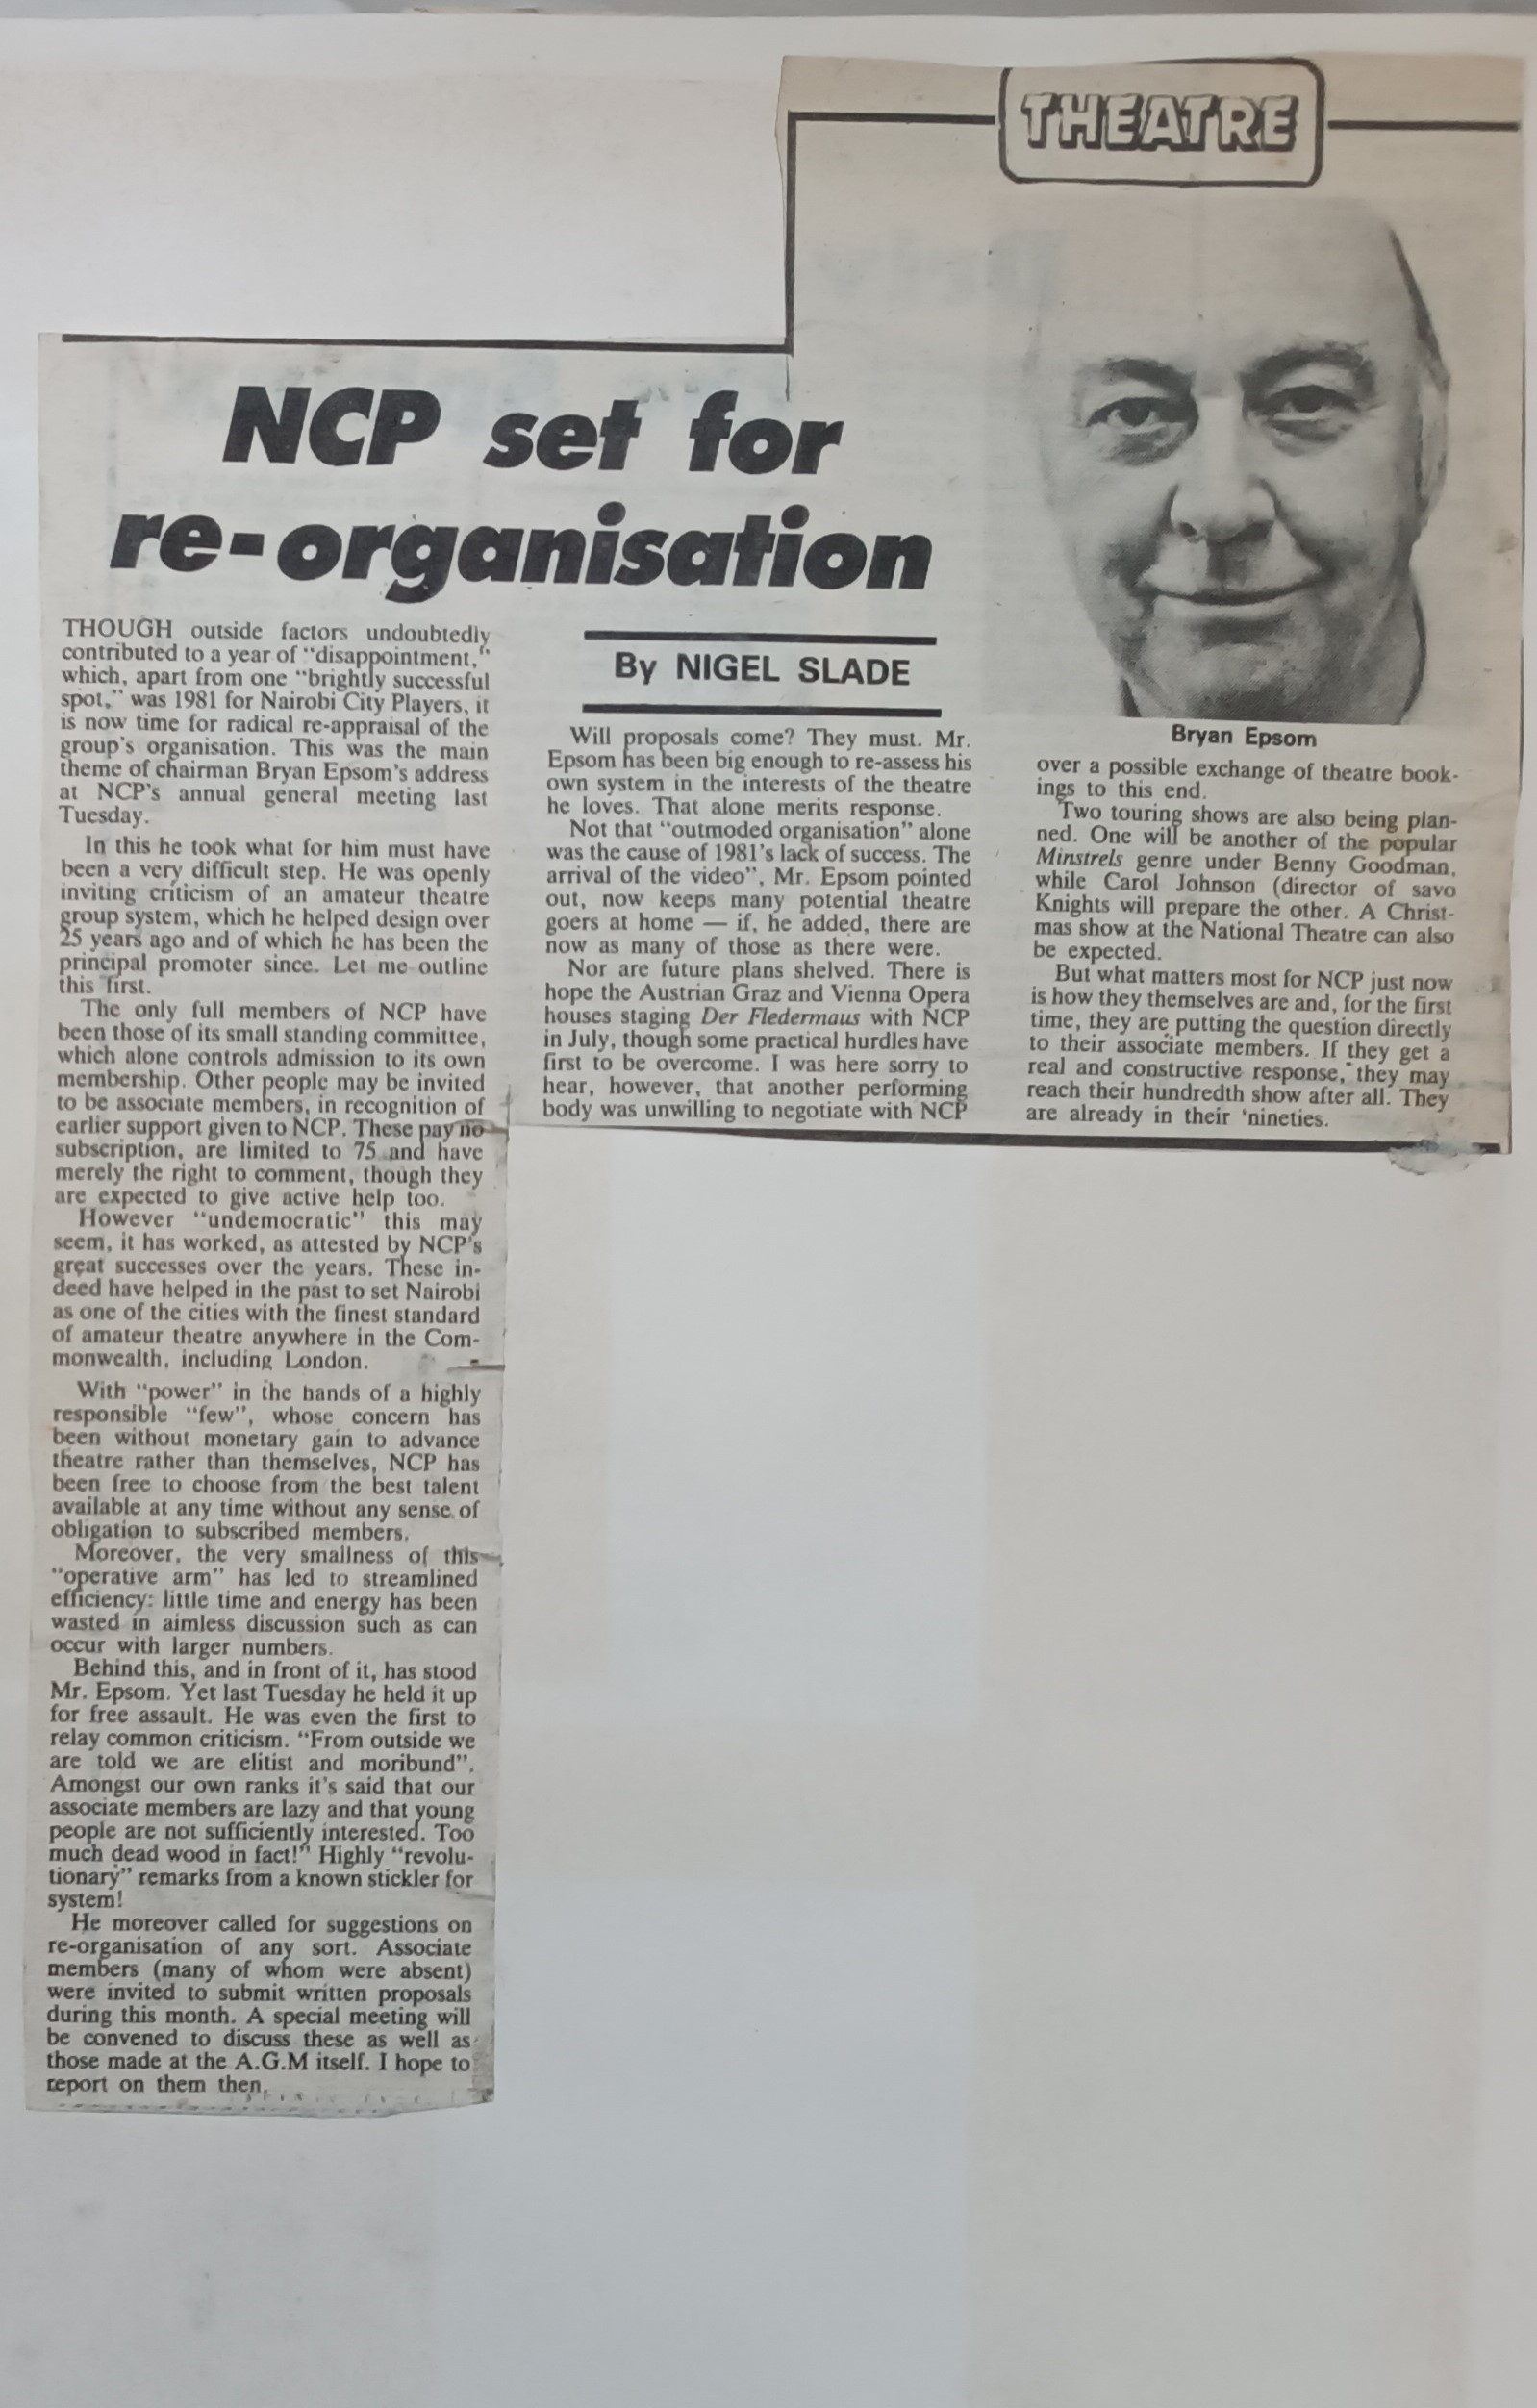 THEATRE
NCP set for
re-organisation
THOUGH outside factors undoubtedly
contributed to a year of "disappointment,"
which, apart from one "brightly successful
spot," was 1981 for Nairobi City Players, it
is now time for radical re-appraisal of the
group's organisation. This was the main
theme of chairman Bryan Epsom's address
at NCP's annual general meeting last
Tuesday.
In this he took what for him must have
been a very difficult step. He was openly
inviting criticism of an amateur theatre
group system, which he helped design over
25 years ago and of which he has been the
principal promoter since. Let me outline
this first.
The only full members of NCP have
been those of its small standing committee,
which alone controls admission to its own
membership. Other people may be invited
to be associate members, in recognition of
earlier support given to NCP. These pay no
subscription, are limited to 75 and have
merely the right to comment, though they
are expected to give active help too.
However "undemocratic" this may
seem, it has worked, as attested by NCP's
great successes over the years. These in-
deed have helped in the past to set Nairobi
as one of the cities with the finest standard
of amateur theatre anywhere in the Com-
monwealth, including London.
With "power" in the hands of a highly
responsible "few", whose concern has
been without monetary gain to advance
theatre rather than themselves, NCP has
been free to choose from the best talent
available at any time without any sense of
obligation to subscribed members.
Moreover, the very smallness of this
"operative arm" has led to streamlined
efficiency: little time and energy has been
wasted in aimless discussion such as can
occur with larger numbers.
Behind this, and in front of it, has stood
Mr. Epsom. Yet last Tuesday he held it up
for free assault. He was even the first to
relay common criticism. "From outside we
are told we are elitist and moribund".
Amongst our own ranks it's said that our
associate members are lazy and that young
people are not sufficiently interested. Too
much dead wood in fact!" Highly "revolu-
tionary" remarks from a known stickler for
system!
He moreover called for suggestions on
re-organisation of any sort. Associate
members (many of whom were absent)
were invited to submit written proposals
during this month. A special meeting will
be convened to discuss these as well as
those made at the A.G.M itself. I hope to
report on them then.
By NIGEL SLADE
Will proposals come? They must. Mr.
Epsom has been big enough to re-assess his
own system in the interests of the theatre
he loves. That alone merits response.
Not that "outmoded organisation" alone
was the cause of 1981's lack of success. The
arrival of the video", Mr. Epsom pointed
out, now keeps many potential theatre
goers at home — if, he added, there are
now as many of those as there were.
Nor are future plans shelved. There is
hope the Austrian Graz and Vienna Opera
houses staging Der Fledermaus with NCP
in July, though some practical hurdles have
first to be overcome. I was here sorry to
hear, however, that another performing
body was unwilling to negotiate with NCP
Bryan Epsom
over a possible exchange of theatre book-
ings to this end.
Two touring shows are also being plan-
ned. One will be another of the popular
Minstrels genre under Benny Goodman,
while Carol Johnson (director of savo
Knights will prepare the other. A Christ-
mas show at the National Theatre can also
be expected.
But what matters most for NCP just now
is how they themselves are and, for the first
time, they are putting the question directly
to their associate members. If they get a
real and constructive response, they may
reach their hundredth show after all. They
are already in their 'nineties.